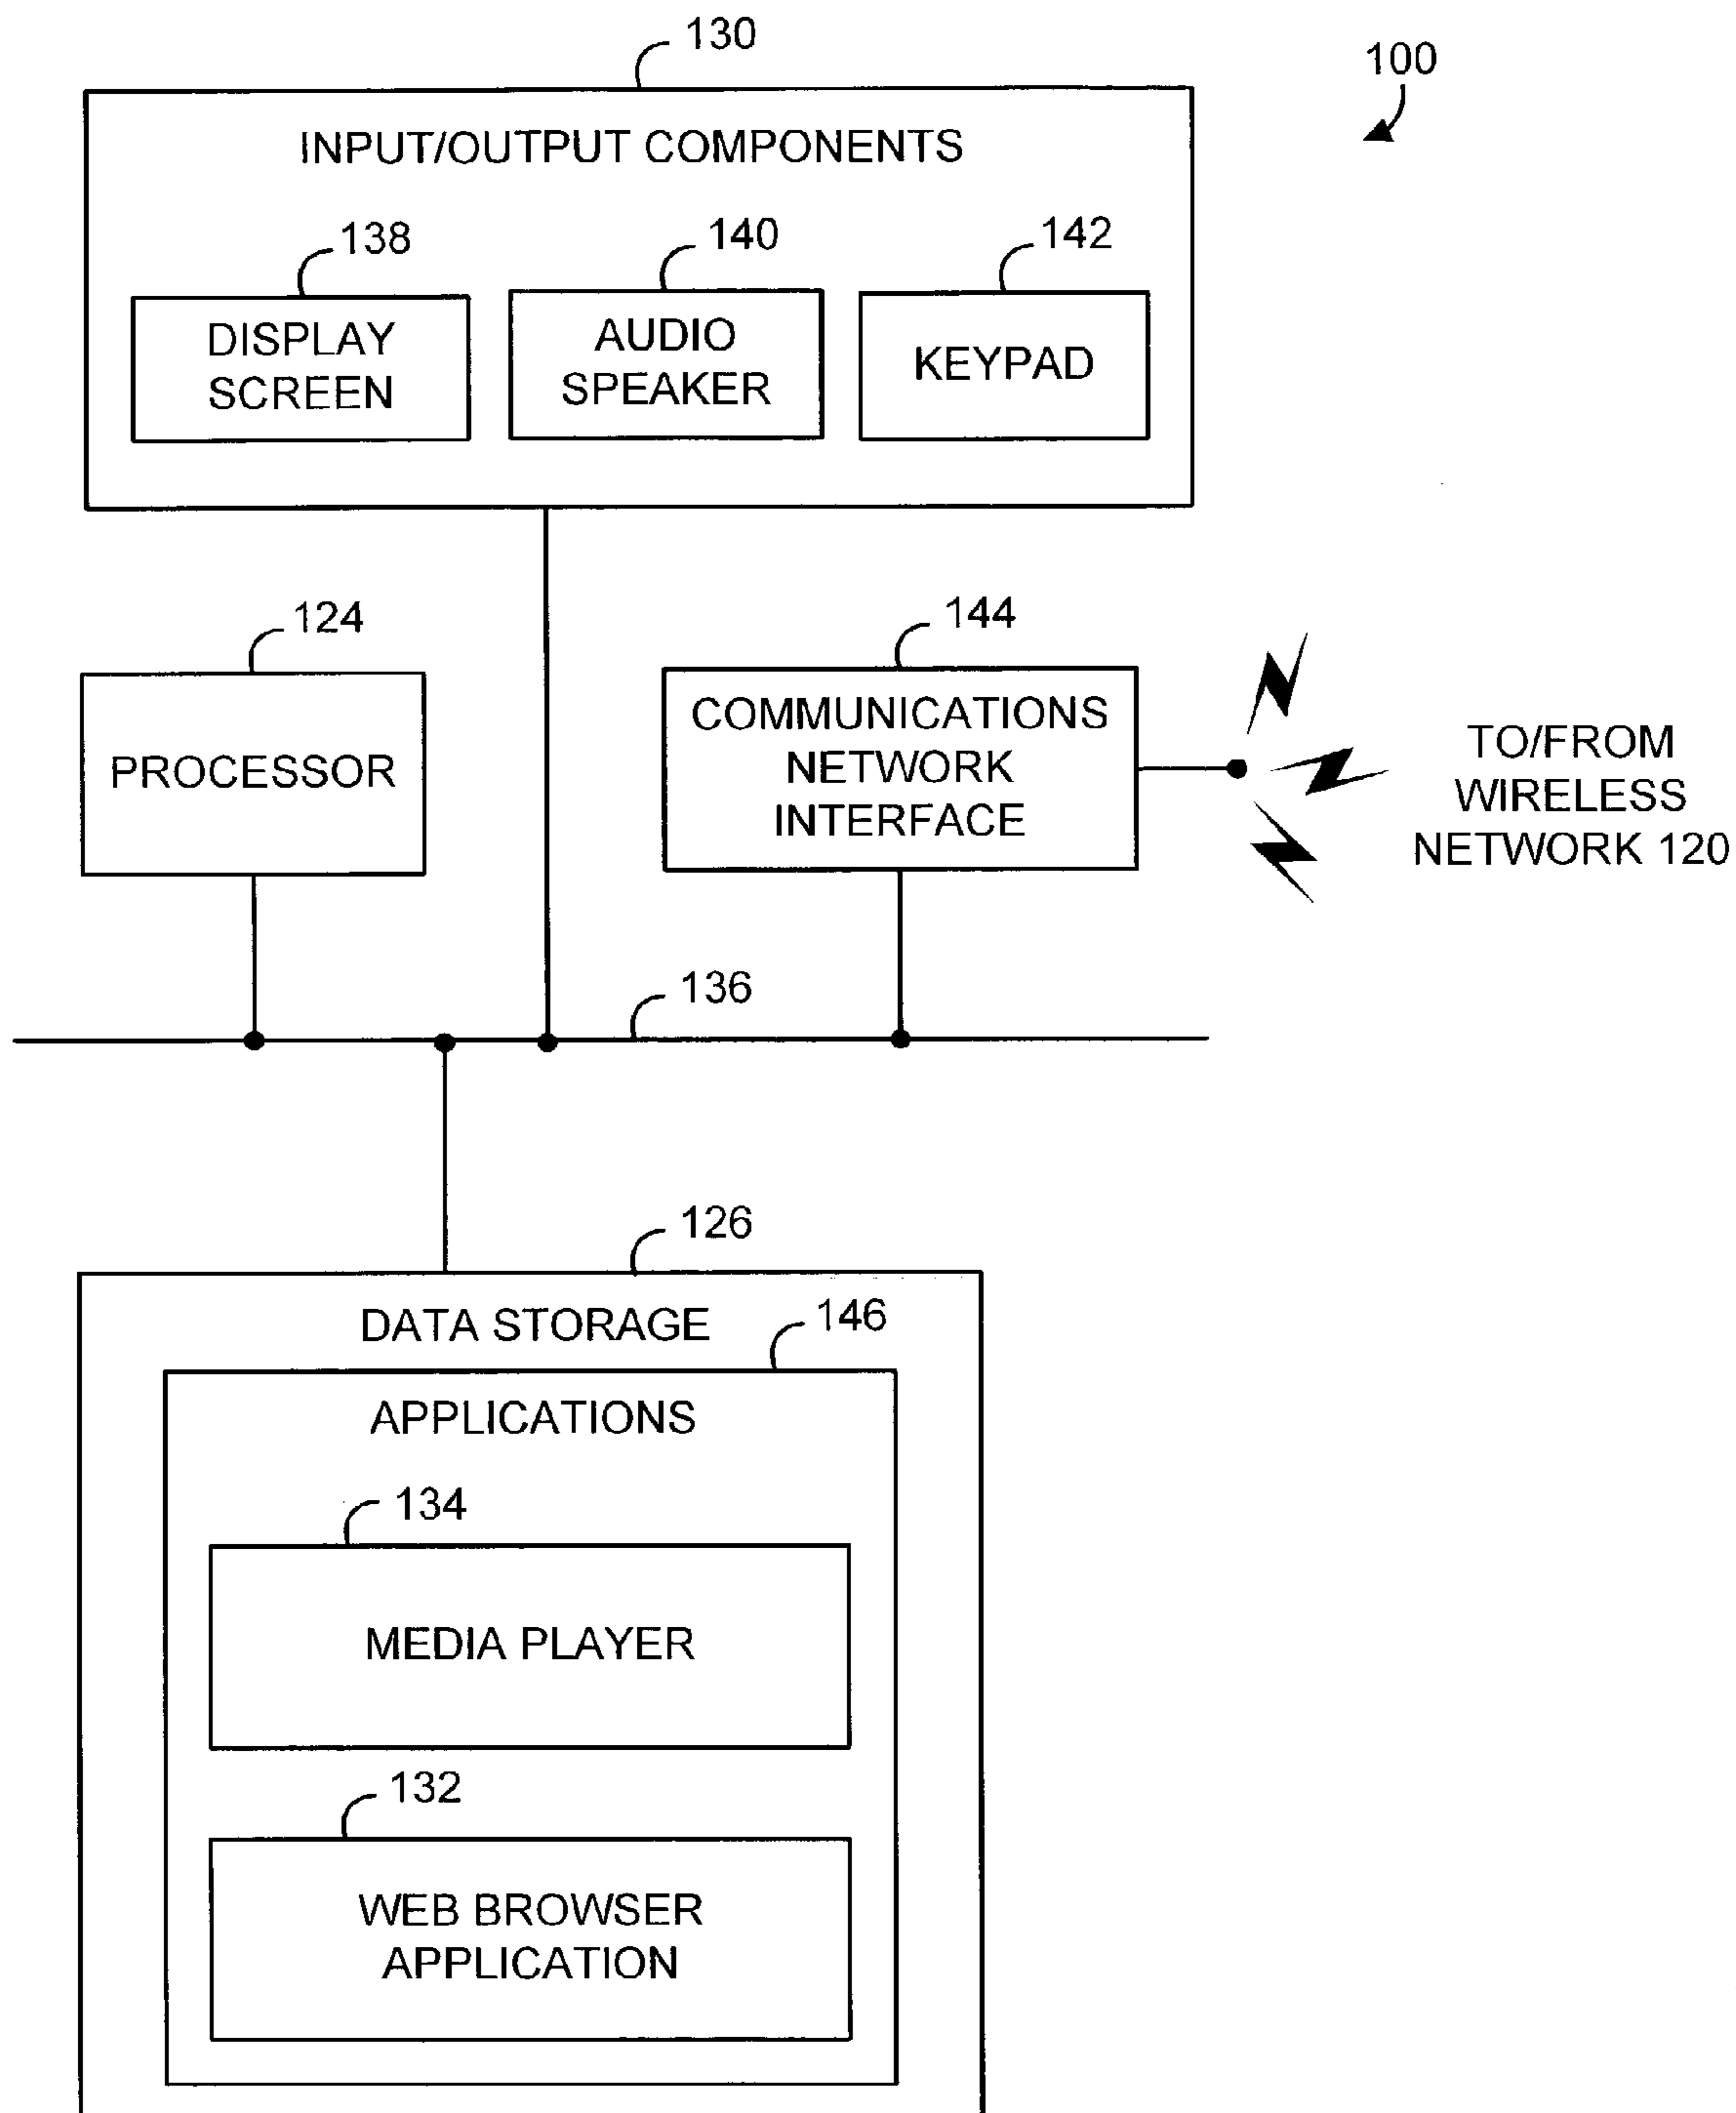 130
100
INPUT/OUTPUT COMPONENTS
138
140
142
DISPLAY
SCREEN
AUDIO
SPEAKER
KEYPAD
124
144
PROCESSOR
COMMUNICATIONS
NETWORK
INTERFACE
TO/FROM
WIRELESS
NETWORK 120
136
126
DATA STORAGE
146
APPLICATIONS
134
MEDIA PLAYER
132
WEB BROWSER
APPLICATION